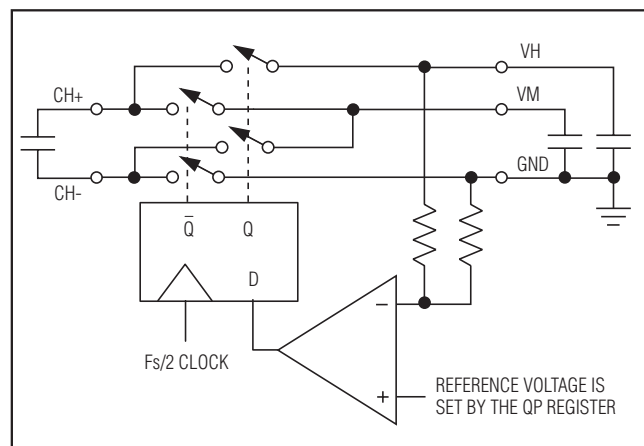 VH
CH+
VM
GND
CH-
Q̅ Q
D
−
Fs/2 CLOCK
+
REFERENCE VOLTAGE IS
SET BY THE QP REGISTER